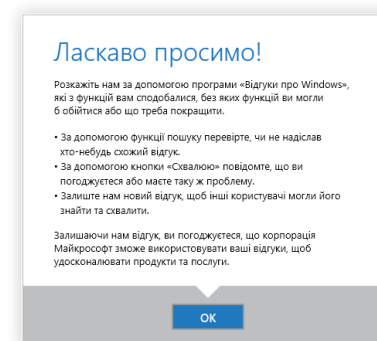 Ласкаво просимо!
Розкажіть нам за допомогою програми «Відгуки про Windows»,
які з функцій вам сподобалися, без яких функцій ви могли
б обійтися або що треба покращити.
• За допомогою функції пошуку перевірте, чи не надіслав
хто-небудь схожий відгук.
• За допомогою кнопки «Схвалюю» повідомте, що ви
погоджуєтеся або маєте таку ж проблему.
• Залиште нам новий відгук, щоб інші користувачі могли його
знайти та схвалити.
Залишаючи нам відгук, ви погоджуєтеся, що корпорація
Майкрософт зможе використовувати ваші відгуки, щоб
удосконалювати продукти та послуги.
ОК